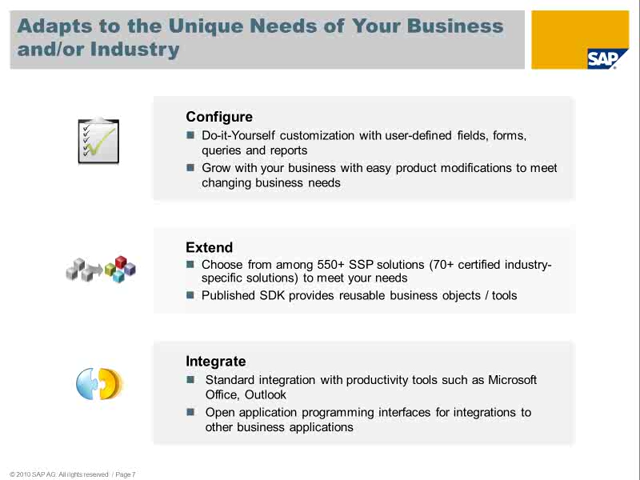 Adapts to the Unique Needs of Your Business
and/or Industry
SAP
Configure
Do-it-Yourself customization with user-defined fields, forms,
queries and reports
Grow with your business with easy product modifications to meet
changing business needs
Extend
Choose from among 550+ SSP solutions (70+ certified industry-
specific solutions) to meet your needs
Published SDK provides reusable business objects / tools
Integrate
Standard integration with productivity tools such as Microsoft
Office, Outlook
Open application programming interfaces for integrations to
other business applications
© 2010 SAP AG. All rights reserved. / Page 7